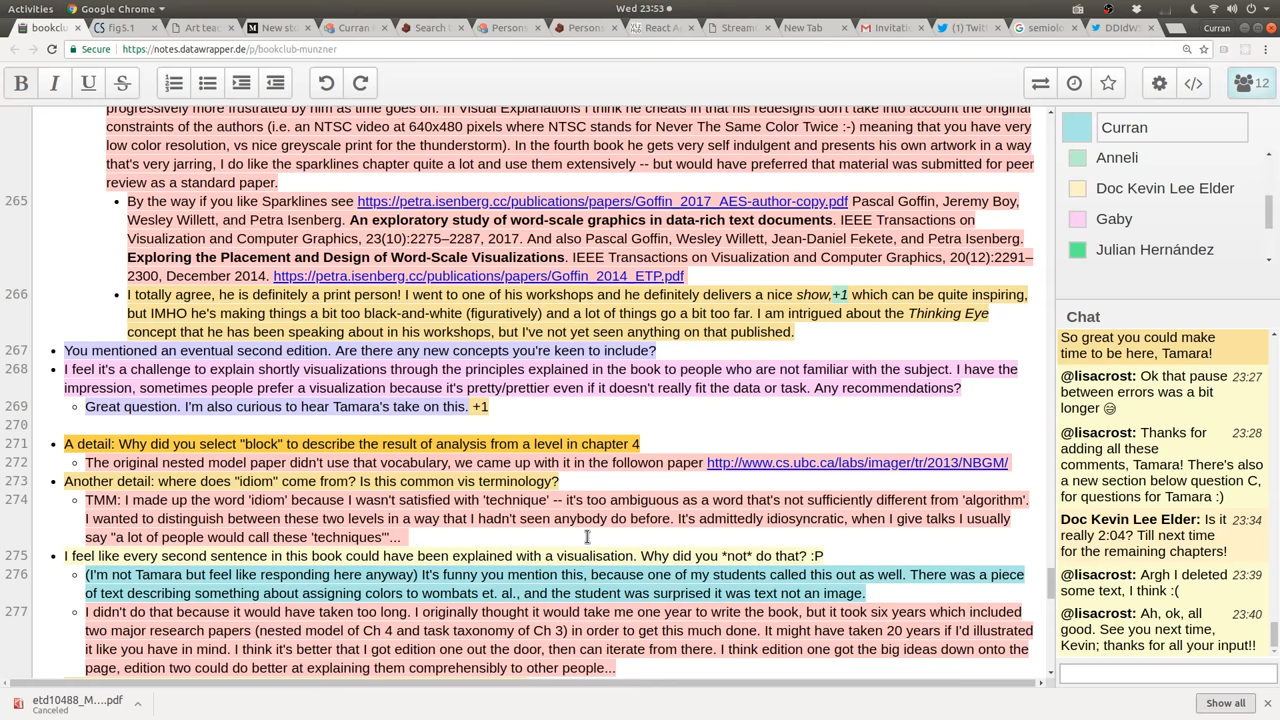 Activities
Google Chrome
Wed 23:53
Curran
bookclu
fig5.1
Art teac
New sto
Curran
Search
Persons
Persons
React A
Stream
New Tab
Invitatio
(1) Twit
semiolo
DDIdWS
Secure
https://notes.datawrapper.de/p/bookclub-munzner
B I U S
12
progressively more frustrated by him as time goes on. In Visual Explanations I think he cheats in that his redesigns don't take into account the original
constraints of the authors (i.e. an NTSC video at 640x480 pixels where NTSC stands for Never The Same Color Twice :-) meaning that you have very
low color resolution, vs nice greyscale print for the thunderstorm). In the fourth book he gets very self indulgent and presents his own artwork in a way
that's very jarring, I do like the sparklines chapter quite a lot and use them extensively -- but would have preferred that material was submitted for peer
review as a standard paper.
265 • By the way if you like Sparklines see https://petra.isenberg.cc/publications/papers/Goffin_2017_AES-author-copy.pdf Pascal Goffin, Jeremy Boy,
Wesley Willett, and Petra Isenberg. An exploratory study of word-scale graphics in data-rich text documents. IEEE Transactions on
Visualization and Computer Graphics, 23(10):2275–2287, 2017. And also Pascal Goffin, Wesley Willett, Jean-Daniel Fekete, and Petra Isenberg.
Exploring the Placement and Design of Word-Scale Visualizations. IEEE Transactions on Visualization and Computer Graphics, 20(12):2291–
2300, December 2014. https://petra.isenberg.cc/publications/papers/Goffin_2014_ETP.pdf
266 • I totally agree, he is definitely a print person! I went to one of his workshops and he definitely delivers a nice show,+1 which can be quite inspiring,
but IMHO he's making things a bit too black-and-white (figuratively) and a lot of things go a bit too far. I am intrigued about the Thinking Eye
concept that he has been speaking about in his workshops, but I've not yet seen anything on that published.
267 • You mentioned an eventual second edition. Are there any new concepts you're keen to include?
268 • I feel it's a challenge to explain shortly visualizations through the principles explained in the book to people who are not familiar with the subject. I have the
impression, sometimes people prefer a visualization because it's pretty/prettier even if it doesn't really fit the data or task. Any recommendations?
269 Great question. I'm also curious to hear Tamara's take on this. +1
270
271 • A detail: Why did you select "block" to describe the result of analysis from a level in chapter 4
272 The original nested model paper didn't use that vocabulary, we came up with it in the followon paper http://www.cs.ubc.ca/labs/imager/tr/2013/NBGM/
273 • Another detail: where does "idiom" come from? Is this common vis terminology?
274 TMM: I made up the word 'idiom' because I wasn't satisfied with 'technique' -- it's too ambiguous as a word that's not sufficiently different from 'algorithm'.
I wanted to distinguish between these two levels in a way that I hadn't seen anybody do before. It's admittedly idiosyncratic, when I give talks I usually
say "a lot of people would call these 'techniques'"...
275 • I feel like every second sentence in this book could have been explained with a visualisation. Why did you *not* do that? :P
276 (I'm not Tamara but feel like responding here anyway) It's funny you mention this, because one of my students called this out as well. There was a piece
of text describing something about assigning colors to wombats et. al., and the student was surprised it was text not an image.
277 I didn't do that because it would have taken too long. I originally thought it would take me one year to write the book, but it took six years which included
two major research papers (nested model of Ch 4 and task taxonomy of Ch 3) in order to get this much done. It might have taken 20 years if I'd illustrated
it like you have in mind. I think it's better that I got edition one out the door, then can iterate from there. I think edition one got the big ideas down onto the
page, edition two could do better at explaining them comprehensibly to other people...
Curran
Anneli
Doc Kevin Lee Elder
Gaby
Julian Hernández
Chat
So great you could make
time to be here, Tamara!
@lisacrost: Ok that pause 23:27
between errors was a bit
longer 😅
@lisacrost: Thanks for 23:28
adding all these
comments, Tamara! There's also
a new section below question C,
for questions for Tamara :)
Doc Kevin Lee Elder: Is it 23:34
really 2:04? Till next time
for the remaining chapters!
@lisacrost: Argh I deleted 23:39
some text, I think :(
@lisacrost: Ah, ok, all 23:40
good. See you next time,
Kevin; thanks for all your input!!
etd10488_M....pdf
Canceled
Show all